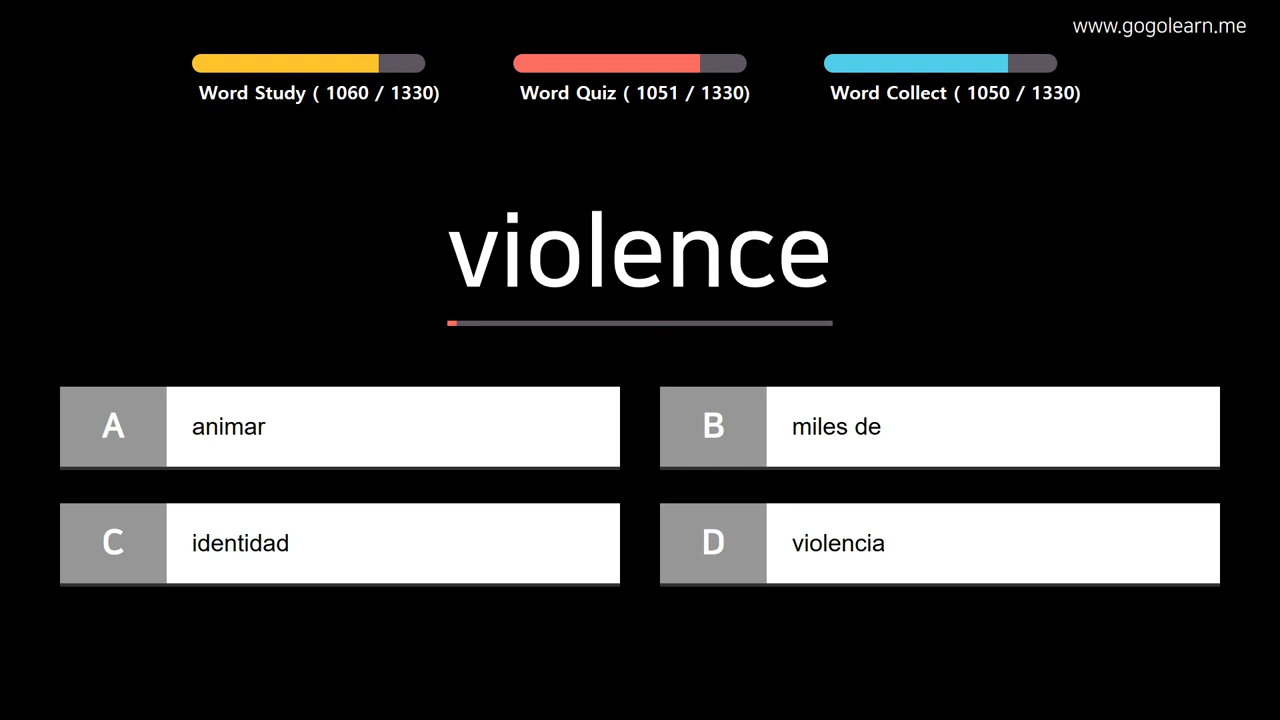 www.gogolearn.me
Word Study ( 1060 / 1330)
Word Quiz ( 1051 / 1330)
Word Collect ( 1050 / 1330)
violence
A animar
B miles de
C identidad
D violencia